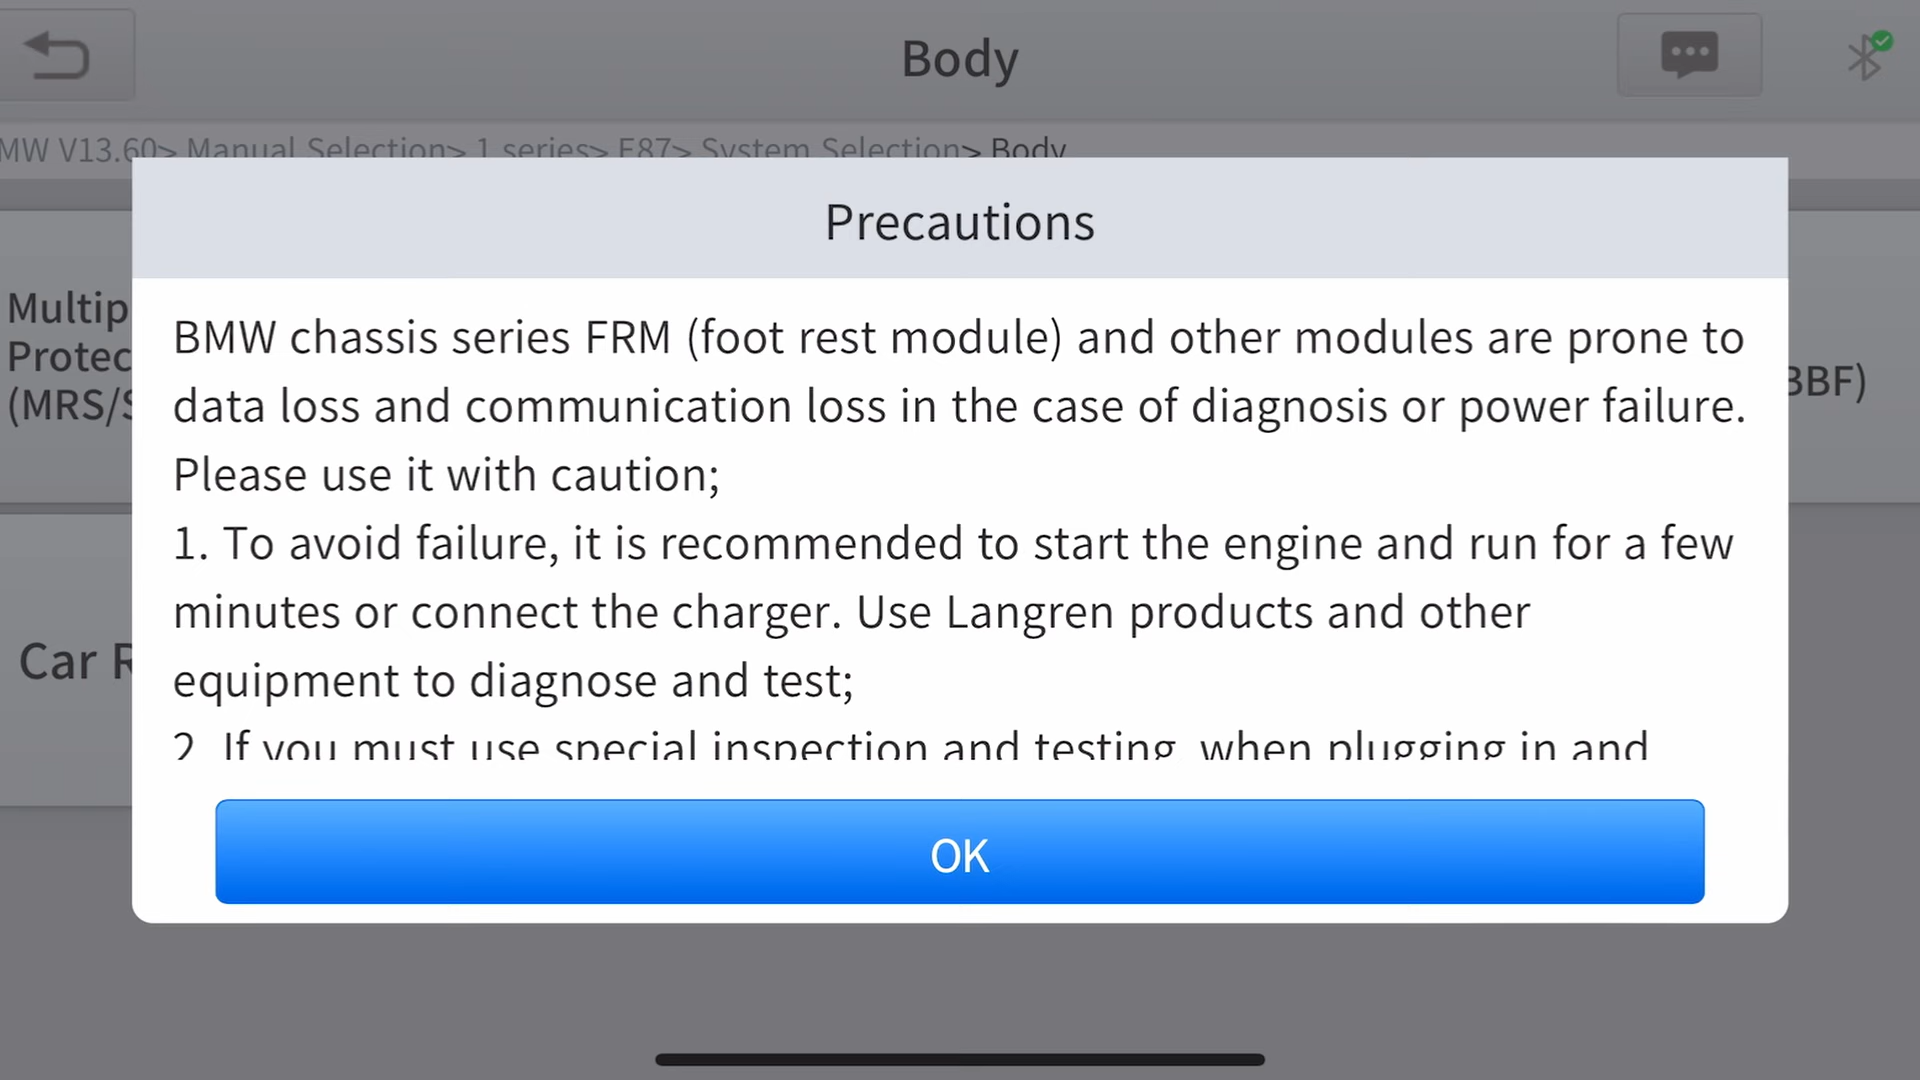 Body
MW V13.60> Manual Selection> 1 series> E87> System Selection> Body
Precautions
Multip
Protec
(MRS/S
BBF)
Car R
BMW chassis series FRM (foot rest module) and other modules are prone to
data loss and communication loss in the case of diagnosis or power failure.
Please use it with caution;
1. To avoid failure, it is recommended to start the engine and run for a few
minutes or connect the charger. Use Langren products and other
equipment to diagnose and test;
2. If you must use special inspection and testing, when plugging in and
OK